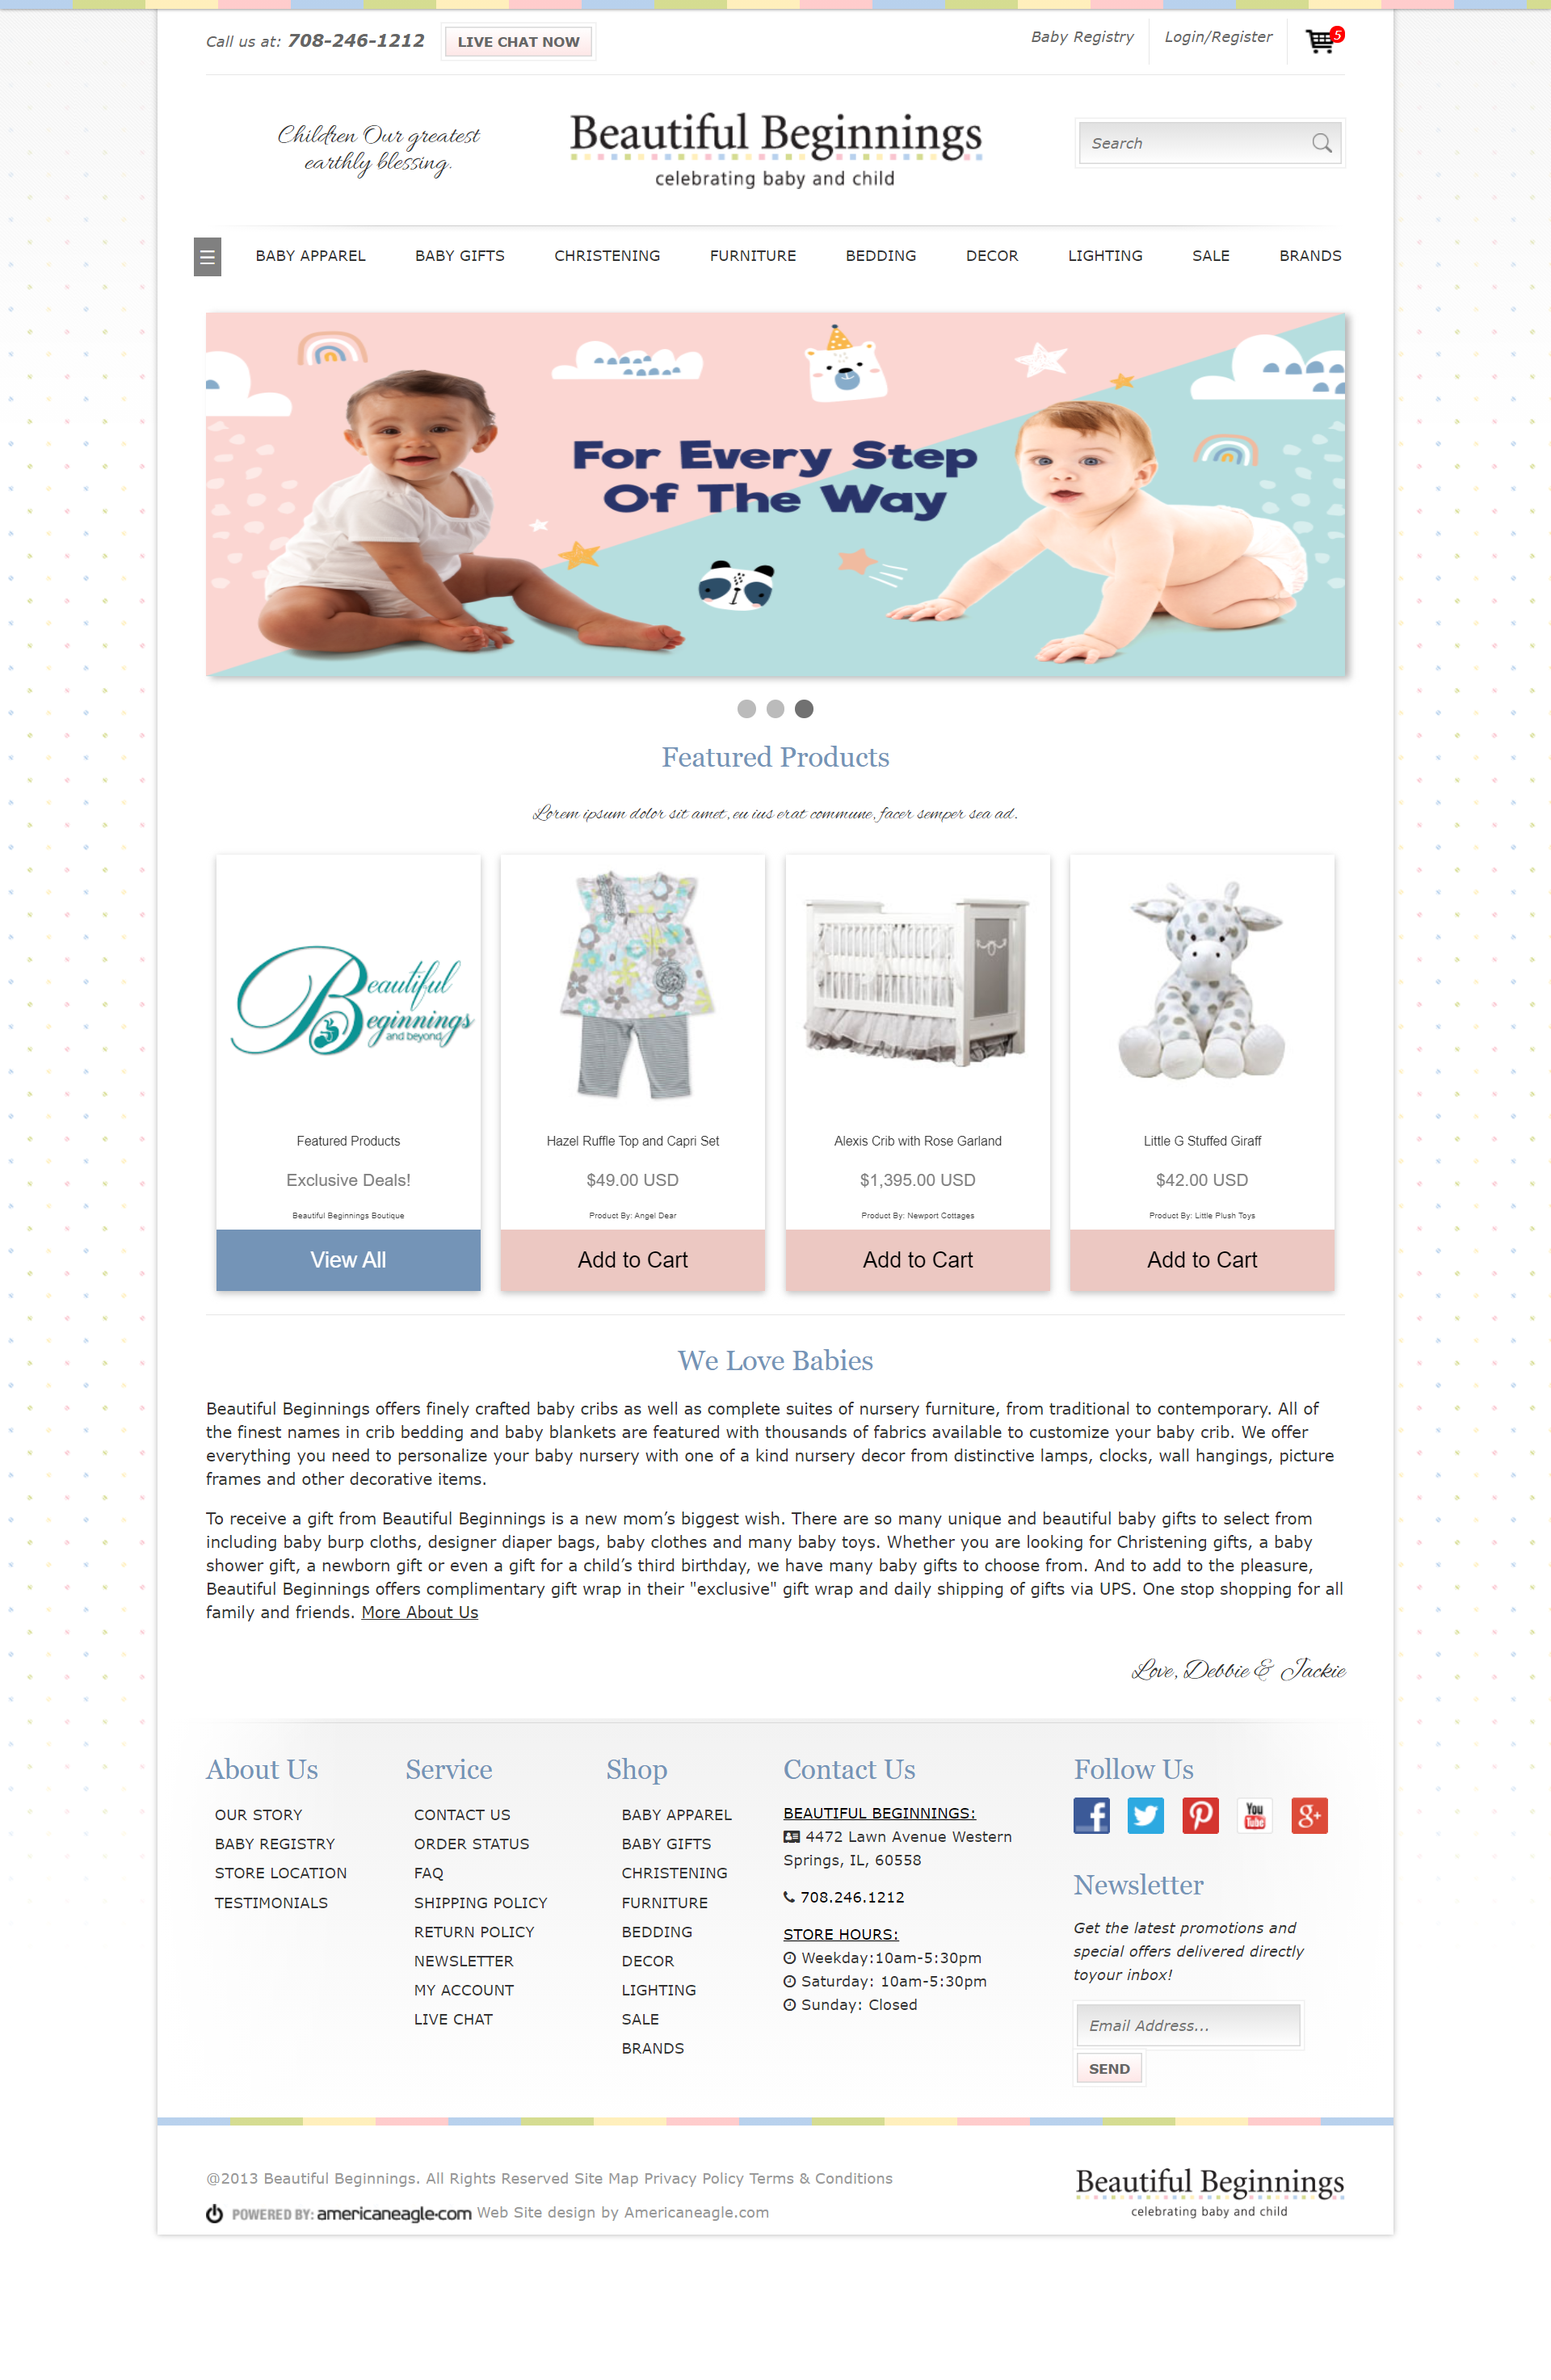 Call us at: 708-246-1212 LIVE CHAT NOW Baby Registry Login/Register 5
Children Our greatest
earthly blessing.
Beautiful Beginnings
celebrating baby and child
Search
BABY APPAREL BABY GIFTS CHRISTENING FURNITURE BEDDING DECOR LIGHTING SALE BRANDS
For Every Step
Of The Way
Featured Products
Lorem ipsum dolor sit amet, eu ius erat commune, facer semper sea ad.
Beautiful
Beginnings
and beyond
Featured Products
Exclusive Deals!
Beautiful Beginnings Boutique
View All
Hazel Ruffle Top and Capri Set
$49.00 USD
Product By: Angel Dear
Add to Cart
Alexis Crib with Rose Garland
$1,395.00 USD
Product By: Newport Cottages
Add to Cart
Little G Stuffed Giraff
$42.00 USD
Product By: Little Plush Toys
Add to Cart
We Love Babies
Beautiful Beginnings offers finely crafted baby cribs as well as complete suites of nursery furniture, from traditional to contemporary. All of
the finest names in crib bedding and baby blankets are featured with thousands of fabrics available to customize your baby crib. We offer
everything you need to personalize your baby nursery with one of a kind nursery decor from distinctive lamps, clocks, wall hangings, picture
frames and other decorative items.
To receive a gift from Beautiful Beginnings is a new mom’s biggest wish. There are so many unique and beautiful baby gifts to select from
including baby burp cloths, designer diaper bags, baby clothes and many baby toys. Whether you are looking for Christening gifts, a baby
shower gift, a newborn gift or even a gift for a child’s third birthday, we have many baby gifts to choose from. And to add to the pleasure,
Beautiful Beginnings offers complimentary gift wrap in their "exclusive" gift wrap and daily shipping of gifts via UPS. One stop shopping for all
family and friends. More About Us
Love, Debbie & Jackie
About Us
OUR STORY
BABY REGISTRY
STORE LOCATION
TESTIMONIALS
Service
CONTACT US
ORDER STATUS
FAQ
SHIPPING POLICY
RETURN POLICY
NEWSLETTER
MY ACCOUNT
LIVE CHAT
Shop
BABY APPAREL
BABY GIFTS
CHRISTENING
FURNITURE
BEDDING
DECOR
LIGHTING
SALE
BRANDS
Contact Us
BEAUTIFUL BEGINNINGS:
4472 Lawn Avenue Western
Springs, IL, 60558
708.246.1212
STORE HOURS:
Weekday:10am-5:30pm
Saturday: 10am-5:30pm
Sunday: Closed
Follow Us
You
Tube
g+
Newsletter
Get the latest promotions and
special offers delivered directly
toyour inbox!
Email Address...
SEND
@2013 Beautiful Beginnings. All Rights Reserved Site Map Privacy Policy Terms & Conditions
POWERED BY: americaneagle.com Web Site design by Americaneagle.com
Beautiful Beginnings
celebrating baby and child